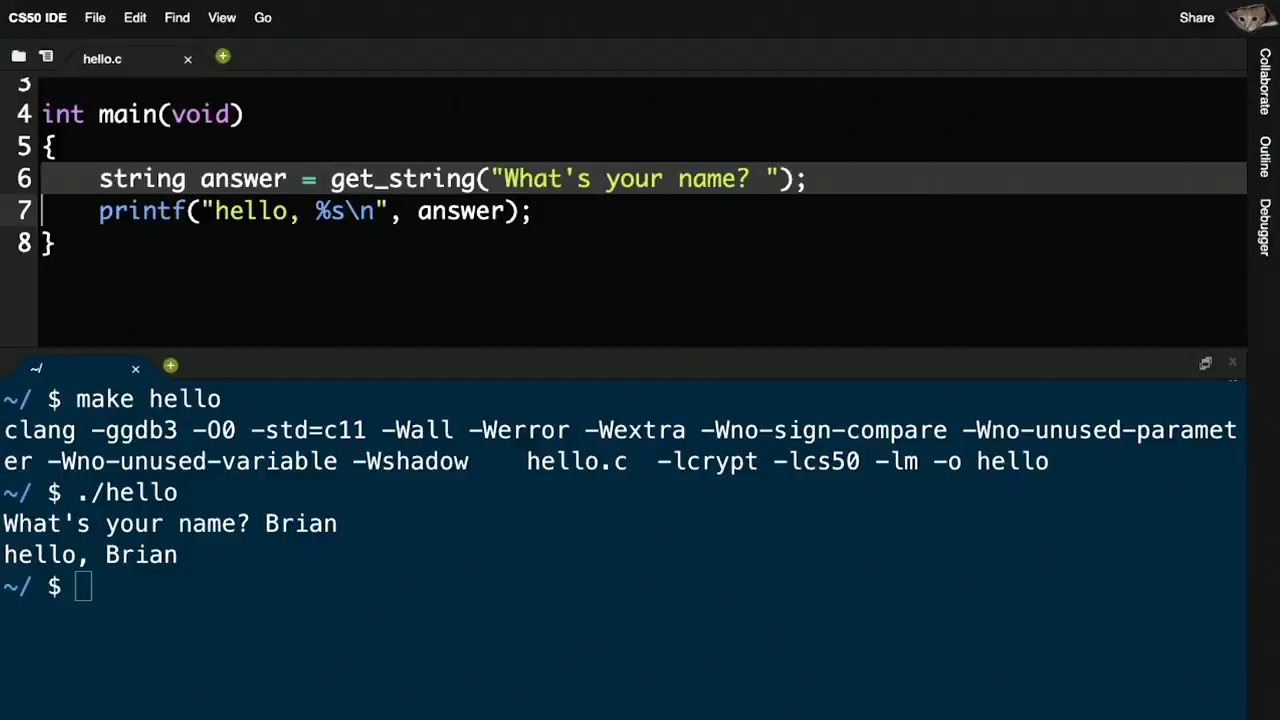 CS50 IDE File Edit Find View Go Share
hello.c
3
4 int main(void)
5 {
6 string answer = get_string("What's your name? ");
7 printf("hello, %s\n", answer);
8 }
~/
~/ $ make hello
clang -ggdb3 -O0 -std=c11 -Wall -Werror -Wextra -Wno-sign-compare -Wno-unused-paramet
er -Wno-unused-variable -Wshadow hello.c -lcrypt -lcs50 -lm -o hello
~/ $ ./hello
What's your name? Brian
hello, Brian
~/ $
Collaborate
Outline
Debugger